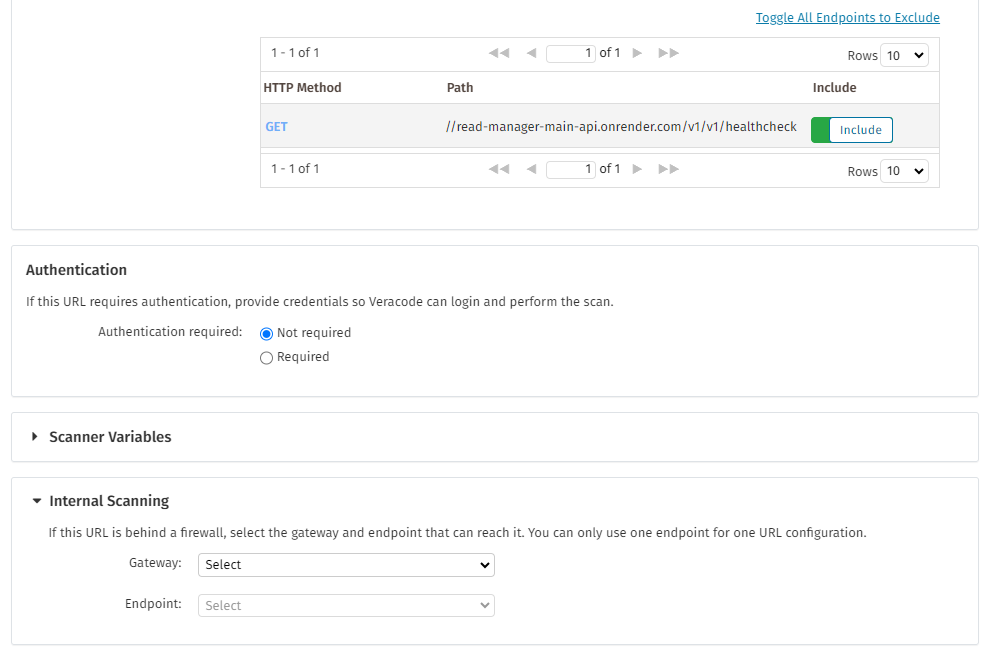 Toggle All Endpoints to Exclude
1 - 1 of 1 1 of 1 Rows 10
HTTP Method Path Include
GET //read-manager-main-api.onrender.com/v1/v1/healthcheck Include
1 - 1 of 1 1 of 1 Rows 10
Authentication
If this URL requires authentication, provide credentials so Veracode can login and perform the scan.
Authentication required: Not required
Required
Scanner Variables
Internal Scanning
If this URL is behind a firewall, select the gateway and endpoint that can reach it. You can only use one endpoint for one URL configuration.
Gateway: Select
Endpoint: Select